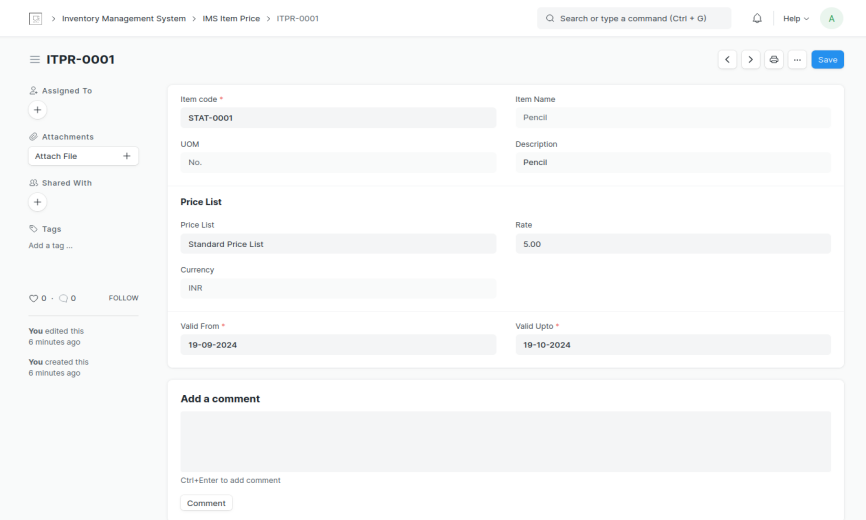 Inventory Management System > IMS Item Price > ITPR-0001
Search or type a command (Ctrl + G)
Help
A
ITPR-0001
Save
Assigned To
+
Attachments
Attach File +
Shared With
+
Tags
Add a tag ...
0 · 0 FOLLOW
You edited this
6 minutes ago
You created this
6 minutes ago
Item code *
STAT-0001
Item Name
Pencil
UOM
No.
Description
Pencil
Price List
Price List
Standard Price List
Rate
5.00
Currency
INR
Valid From *
19-09-2024
Valid Upto *
19-10-2024
Add a comment
Ctrl+Enter to add comment
Comment